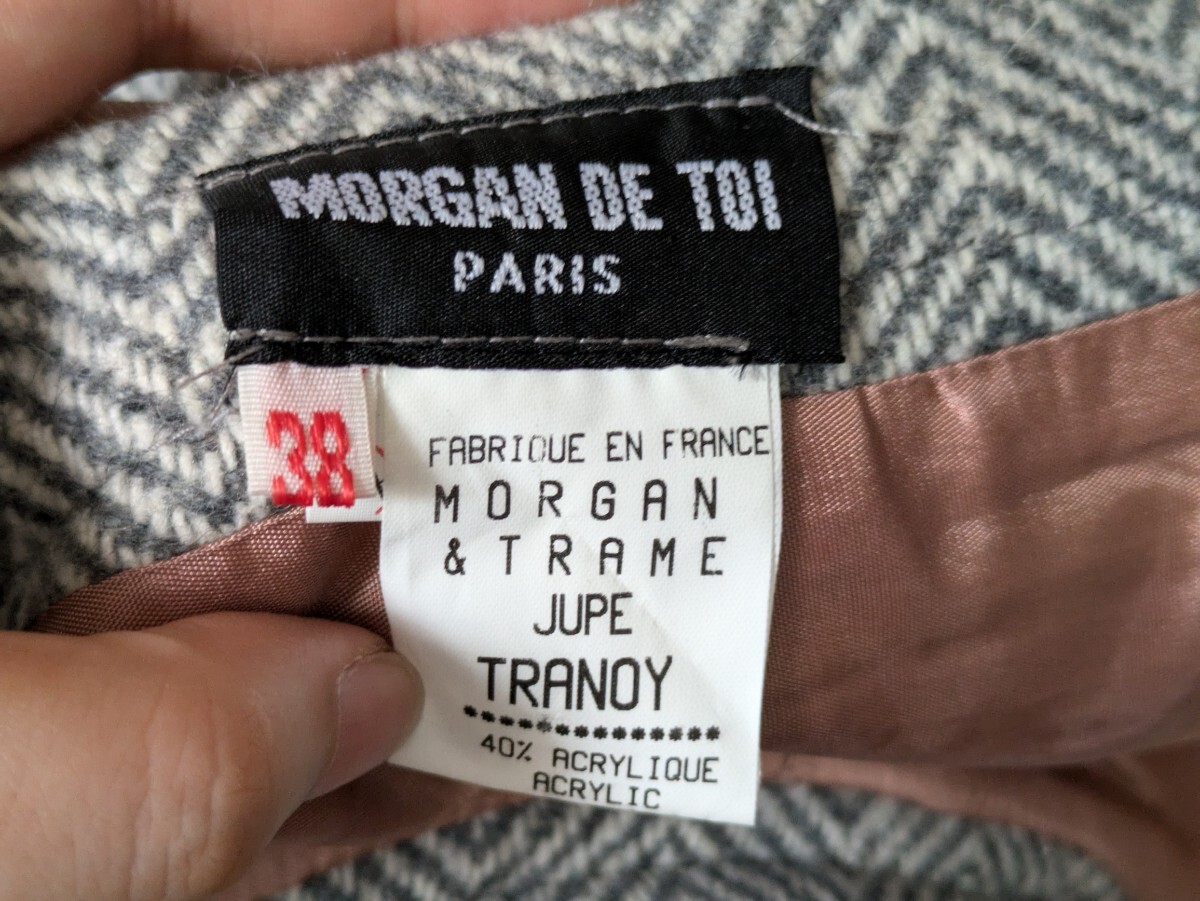 MORGAN DE TOI
PARIS
38
FABRIQUE EN FRANCE
MORGAN
& TRAME
JUPE
TRANOY
**************
40% ACRYLIQUE
ACRYLIC